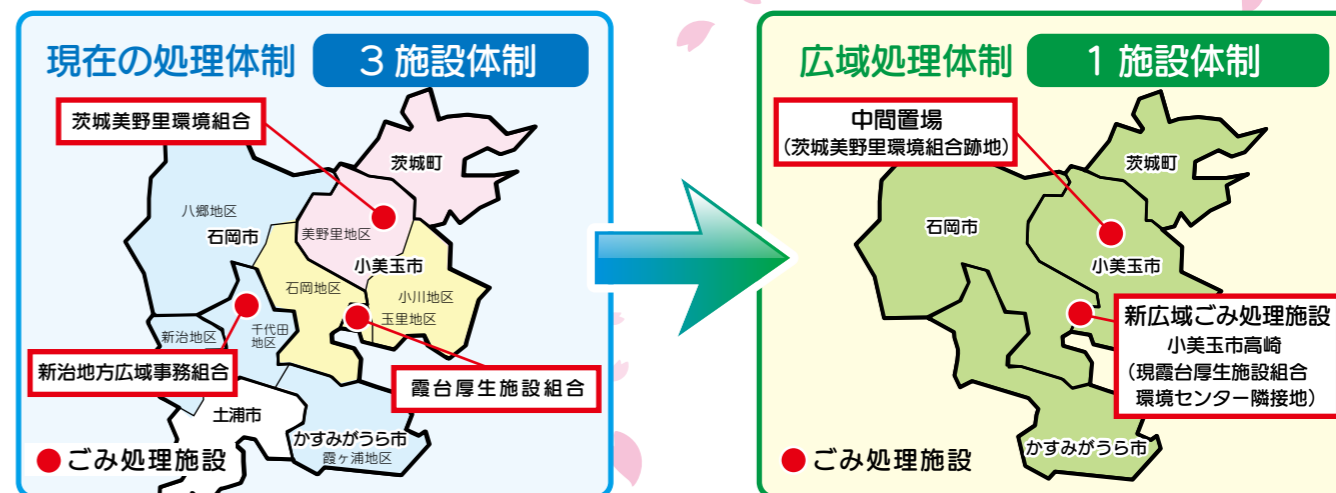 現在の処理体制
3 施設体制
茨城美野里環境組合
茨城町
八郷地区
石岡市
美野里地区
小美玉市
石岡地区
小川地区
玉里地区
新治地区
千代田
地区
新治地方広域事務組合
霞台厚生施設組合
土浦市
かすみがうら市
霞ヶ浦地区
ごみ処理施設
広域処理体制
1 施設体制
中間置場
（茨城美野里環境組合跡地）
茨城町
石岡市
小美玉市
新広域ごみ処理施設
小美玉市高崎
（現霞台厚生施設組合
環境センター隣接地）
かすみがうら市
ごみ処理施設